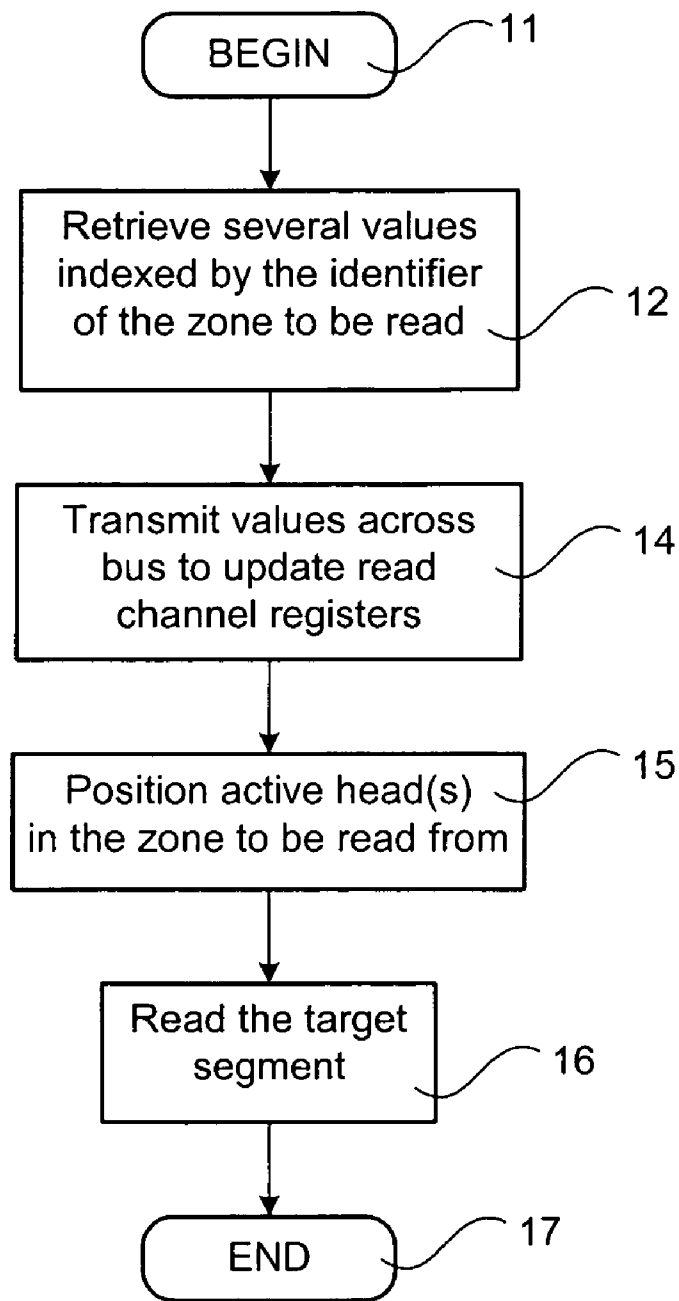 BEGIN
11
Retrieve several values
indexed by the identifier
of the zone to be read
12
Transmit values across
bus to update read
channel registers
14
Position active head(s)
in the zone to be read from
15
Read the target
segment
16
END
17